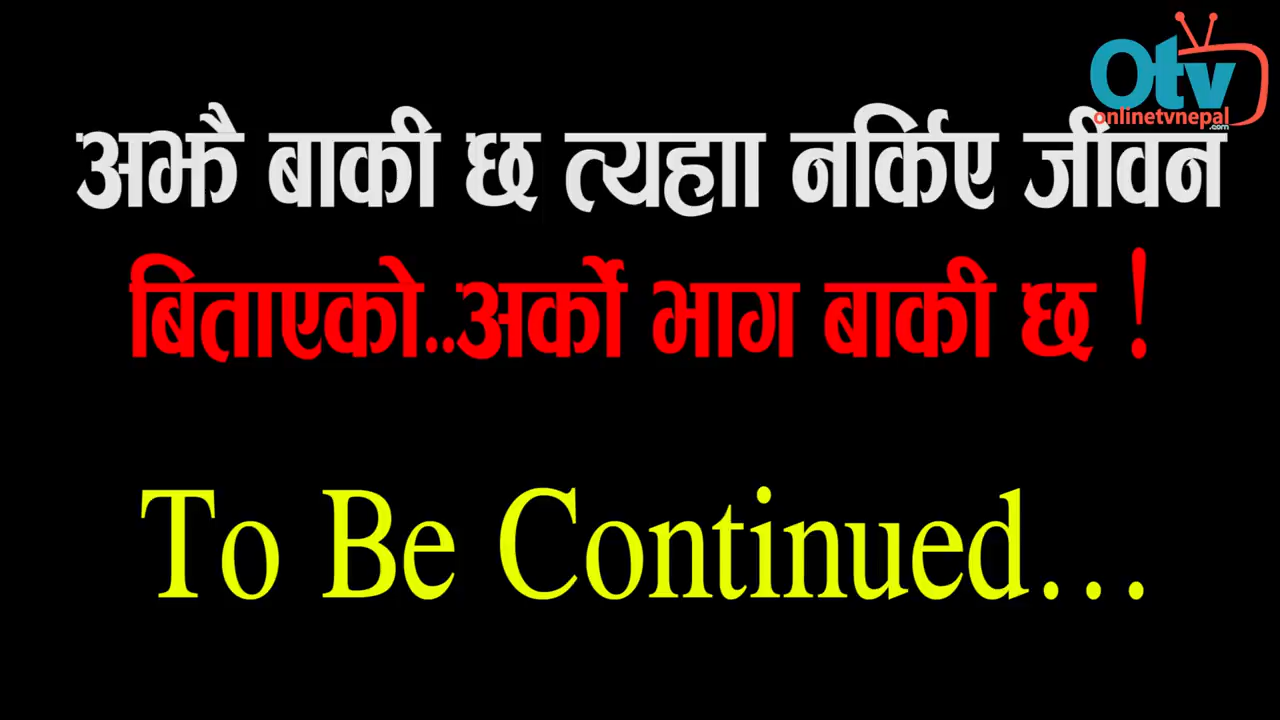 Otv
onlinetvnepal
.com
अझै बाकी छ त्यहाा नर्किए जीवन
बिताएको..अर्को भाग बाकी छ !
To Be Continued...